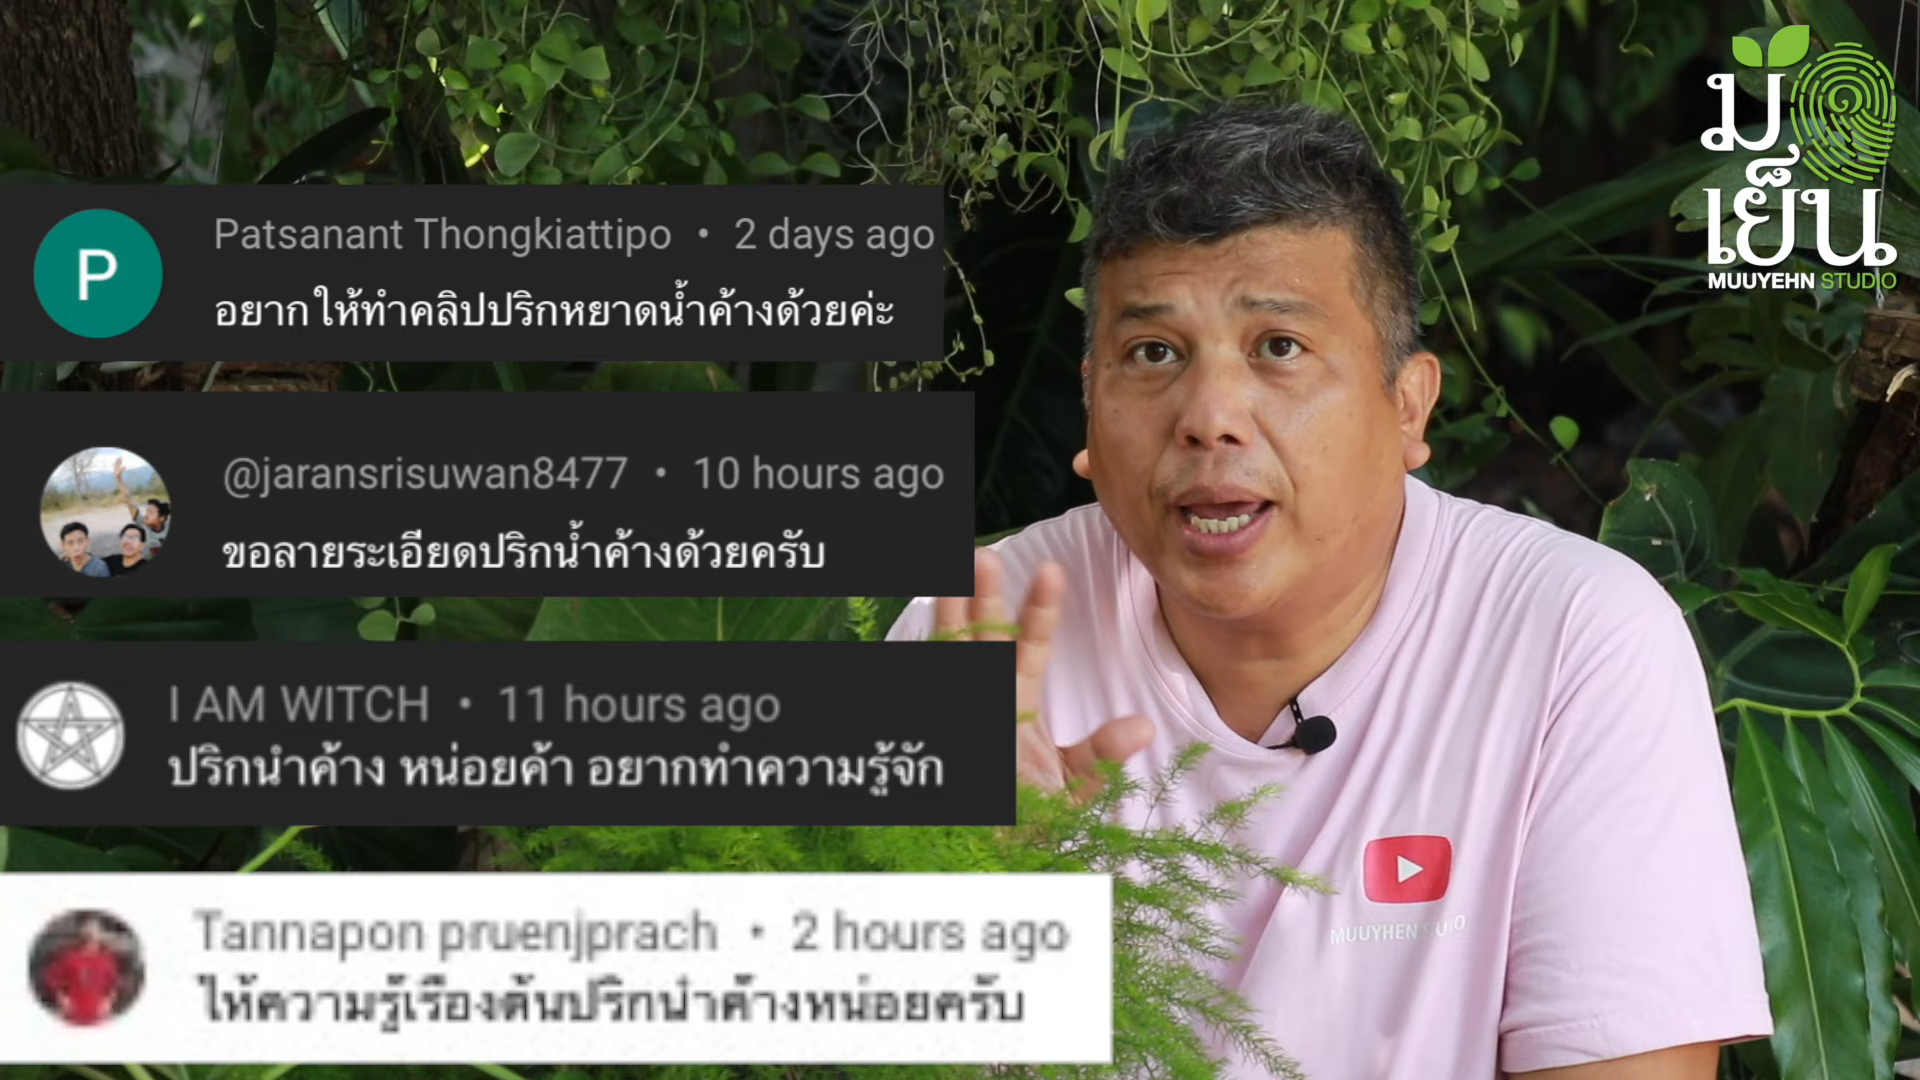 มือเย็น
MUUYEHN STUDIO
Patsanant Thongkiattipo • 2 days ago
อยากให้ทำคลิปปริกหยาดน้ำค้างด้วยค่ะ
@jaransrisuwan8477 • 10 hours ago
ขอลายระเอียดปริกน้ำค้างด้วยครับ
I AM WITCH • 11 hours ago
ปริกนำค้าง หน่อยค้า อยากทำความรู้จัก
Tannapon pruenjprach • 2 hours ago
ให้ความรู้เรื่องต้นปริกน้ำค้างหน่อยครับ
MUUYHEN STUDIO